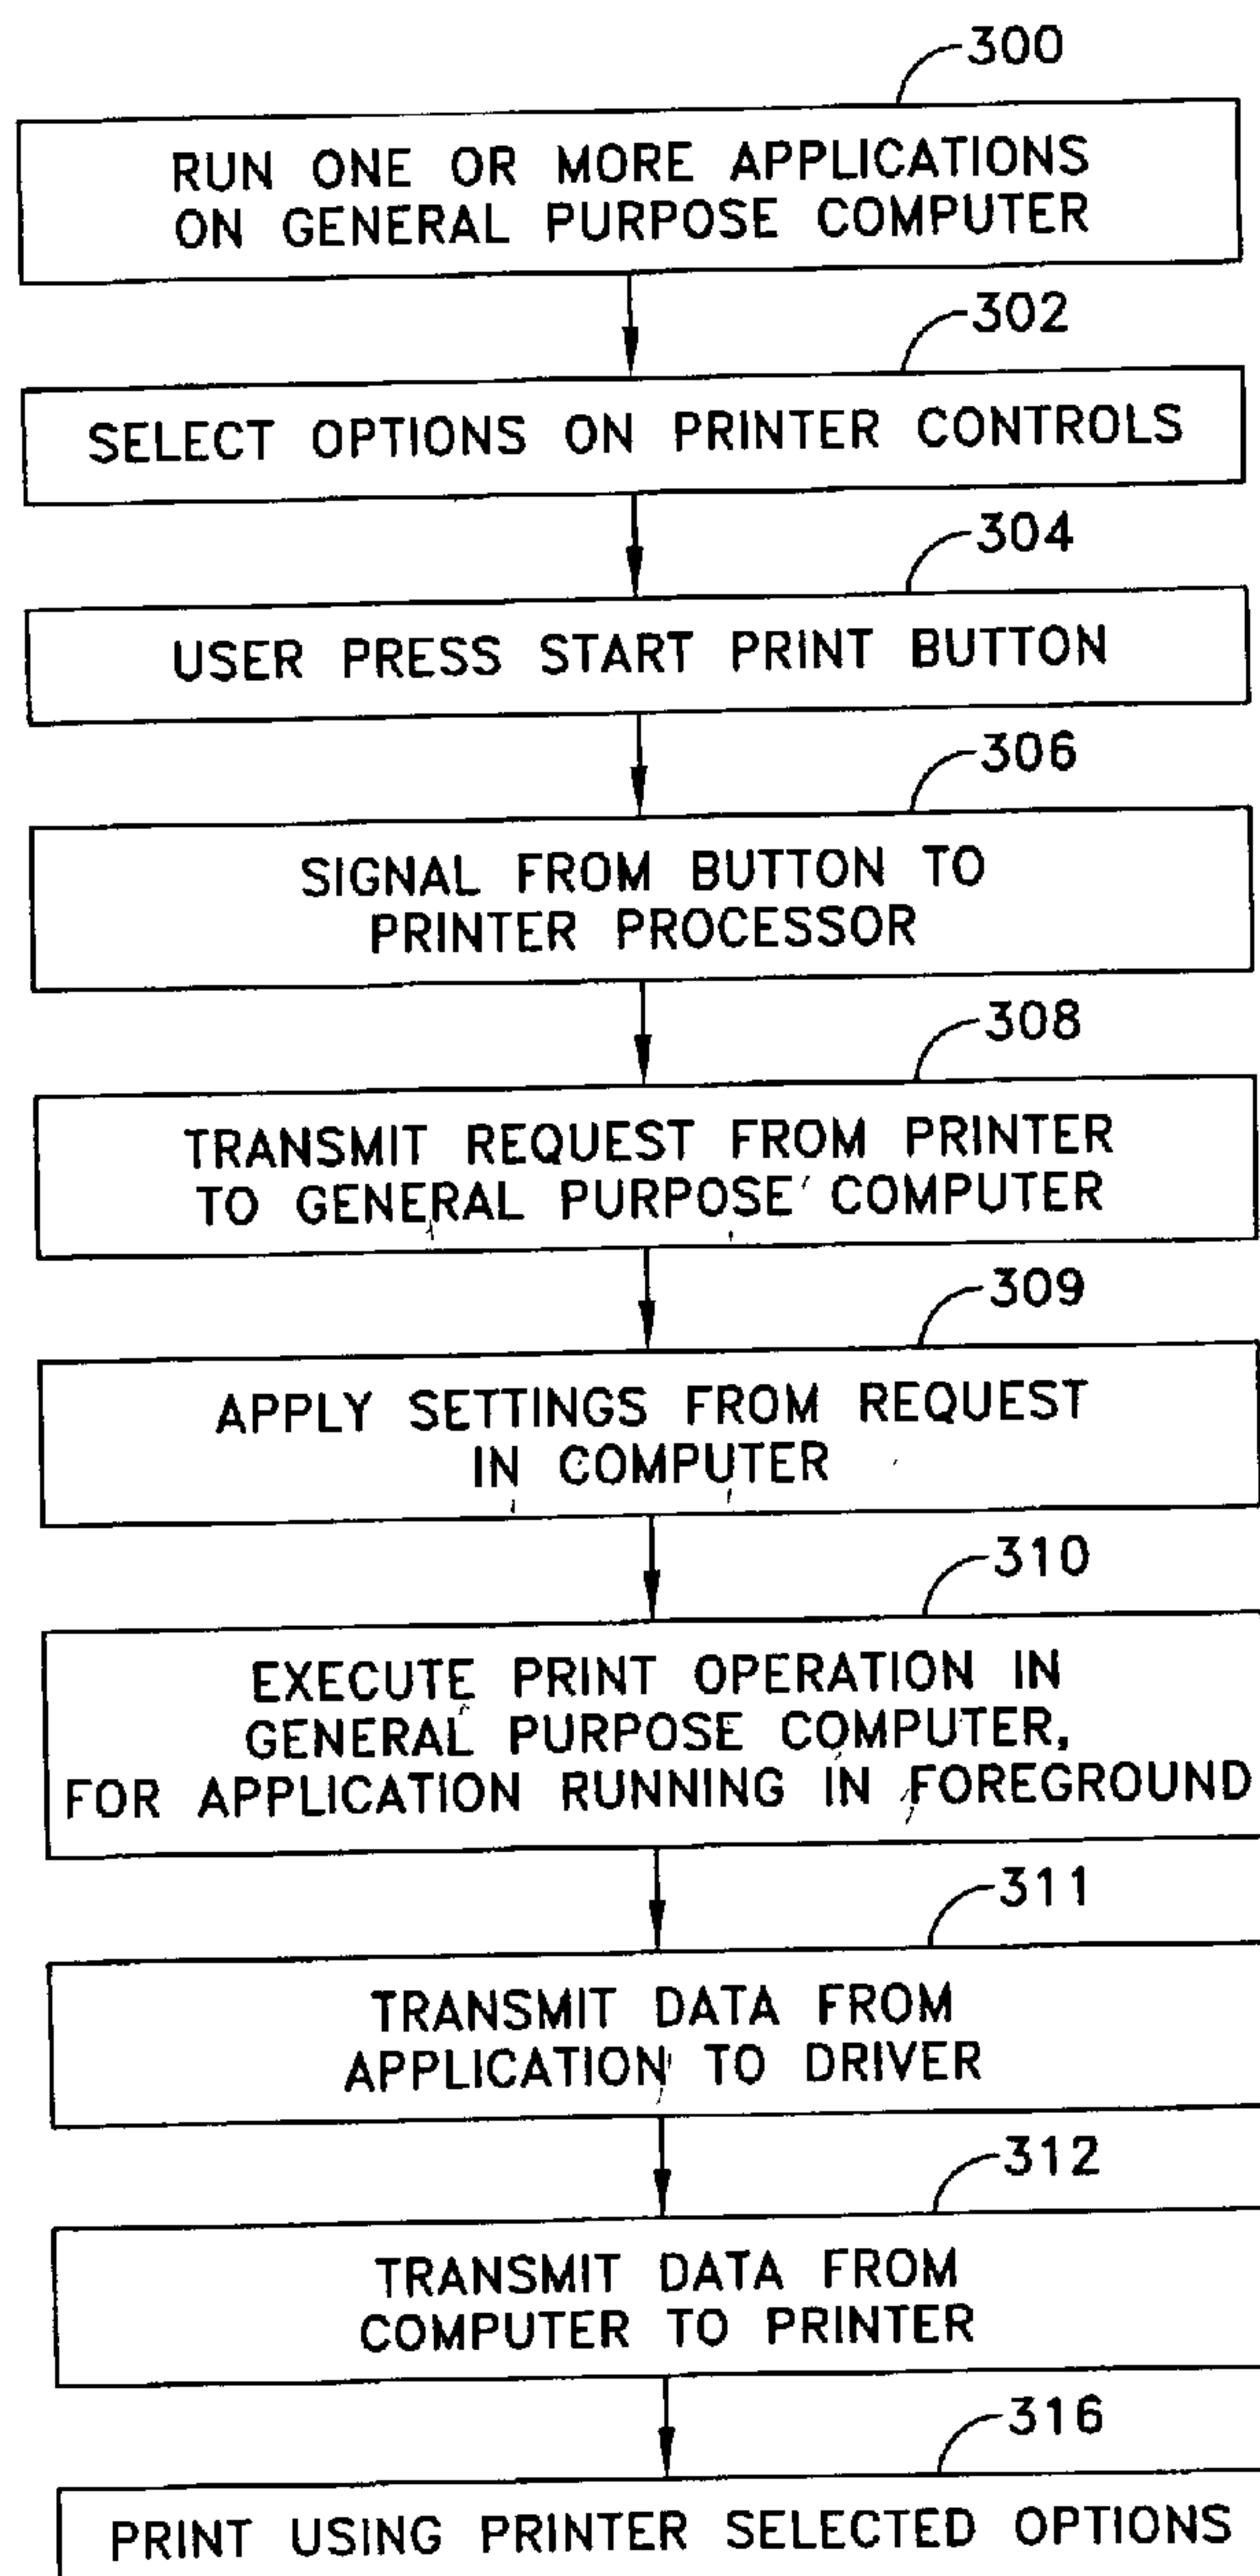 300
RUN ONE OR MORE APPLICATIONS
ON GENERAL PURPOSE COMPUTER
302
SELECT OPTIONS ON PRINTER CONTROLS
304
USER PRESS START PRINT BUTTON
306
SIGNAL FROM BUTTON TO
PRINTER PROCESSOR
308
TRANSMIT REQUEST FROM PRINTER
TO GENERAL PURPOSE COMPUTER
309
APPLY SETTINGS FROM REQUEST
IN COMPUTER
310
EXECUTE PRINT OPERATION IN
GENERAL PURPOSE COMPUTER,
FOR APPLICATION RUNNING IN FOREGROUND
311
TRANSMIT DATA FROM
APPLICATION TO DRIVER
312
TRANSMIT DATA FROM
COMPUTER TO PRINTER
316
PRINT USING PRINTER SELECTED OPTIONS